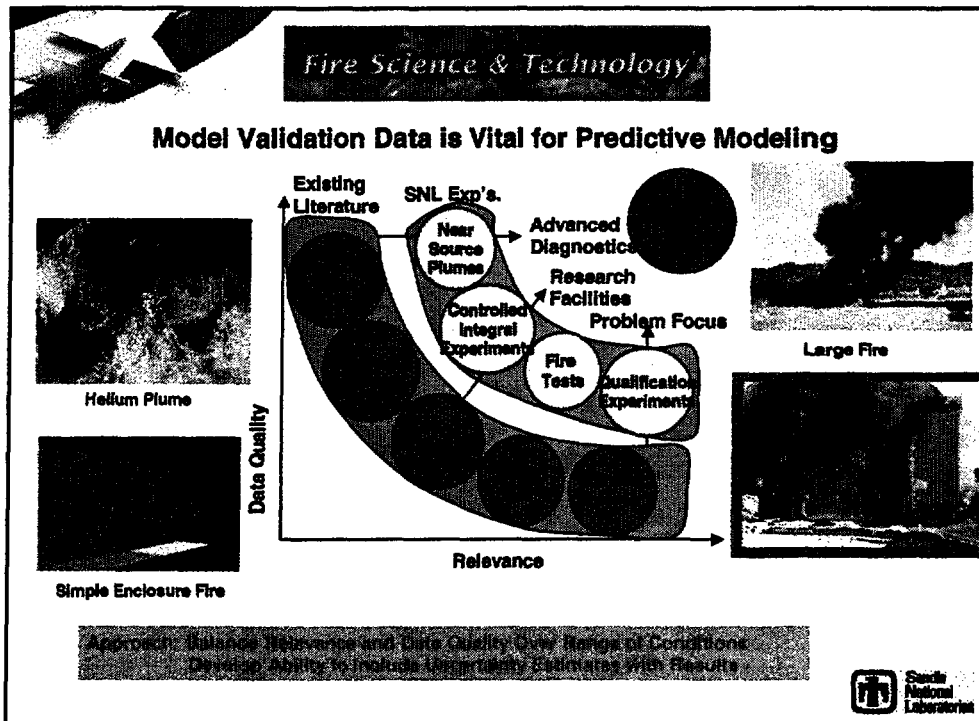 Fire Science & Technology
Model Validation Data is Vital for Predictive Modeling
Existing
Literature
SNL Exp's.
Near
Source
Plumes
Advanced
Diagnostics
Research
Facilities
Controlled
Integral
Experiments
Problem Focus
Fire
Tests
Qualification
Experiments
Data Quality
Relevance
Helium Plume
Simple Enclosure Fire
Large Fire
Approach: Balance Relevance and Data Quality Over Range of Conditions
Develop Ability to Include Uncertainty Estimates with Results
Sandia
National
Laboratories